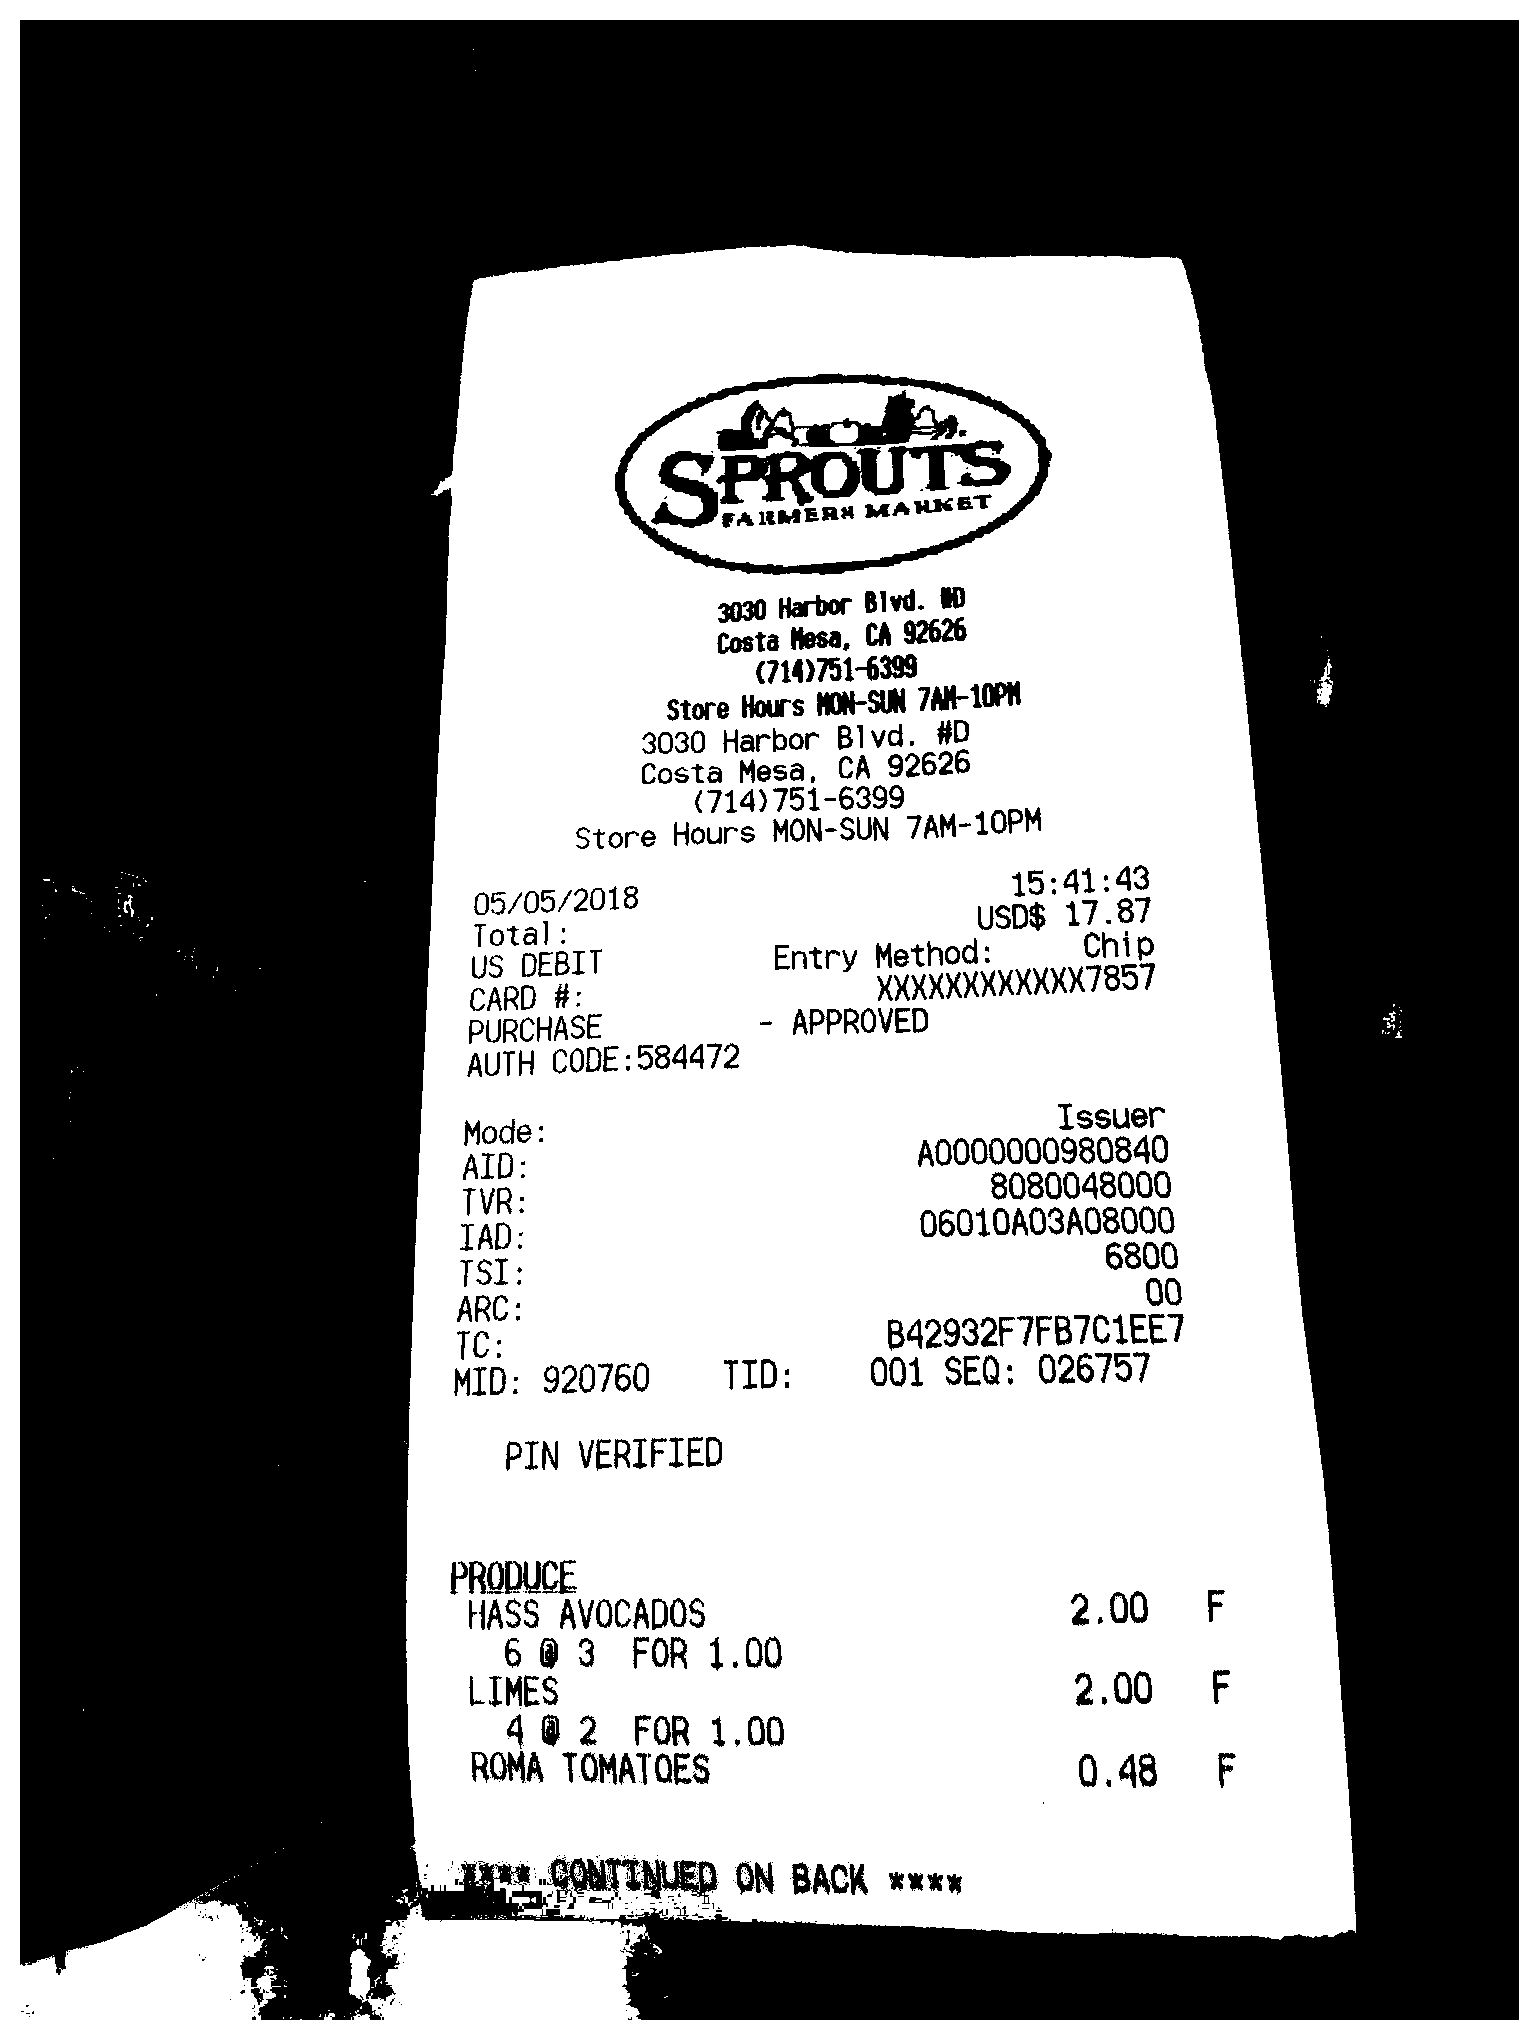 SPROUTS
FARMERS MARKET
3030 Harbor Blvd. #D
Costa Mesa, CA 92626
(714)751-6399
Store Hours MON-SUN 7AM-10PM
3030 Harbor Blvd. #D
Costa Mesa, CA 92626
(714)751-6399
Store Hours MON-SUN 7AM-10PM
05/05/2018 15:41:43
Total: USD$ 17.87
US DEBIT Entry Method: Chip
CARD #: XXXXXXXXXXXX7857
PURCHASE - APPROVED
AUTH CODE:584472
Mode: Issuer
AID: A0000000980840
TVR: 8080048000
IAD: 06010A03A08000
TSI: 6800
ARC: 00
TC: B42932F7FB7C1EE7
MID: 920760 TID: 001 SEQ: 026757
PIN VERIFIED
PRODUCE
HASS AVOCADOS 2.00 F
6 @ 3 FOR 1.00
LIMES 2.00 F
4 @ 2 FOR 1.00
ROMA TOMATOES 0.48 F
**** CONTINUED ON BACK ****